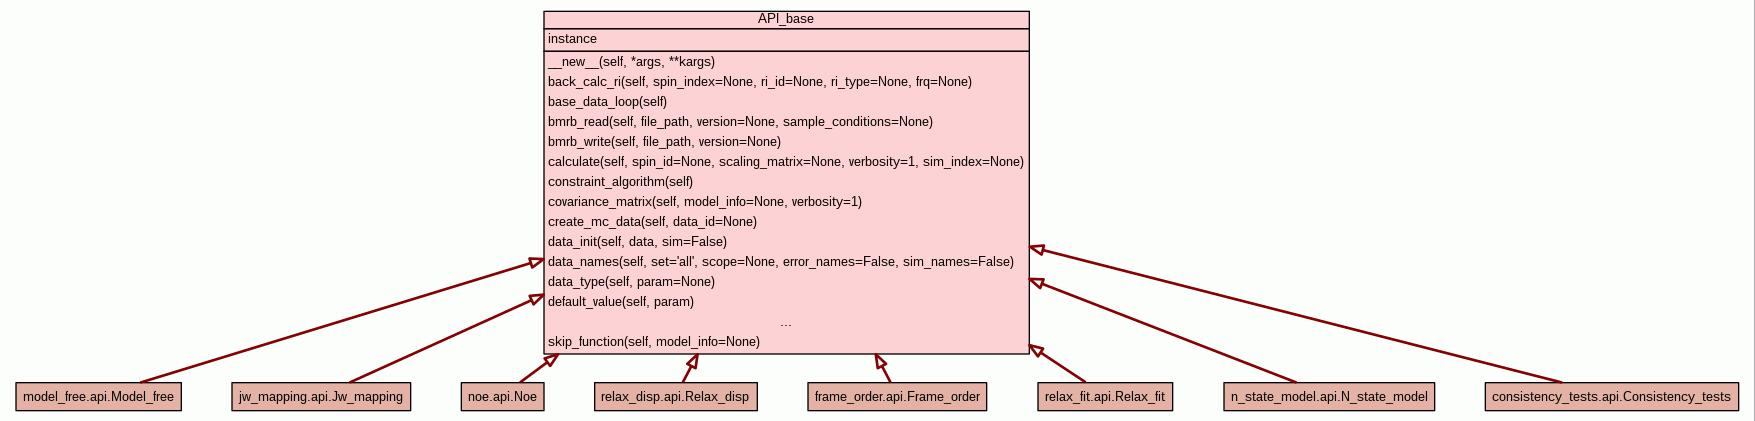 API_base
instance
__new__(self, *args, **kargs)
back_calc_ri(self, spin_index=None, ri_id=None, ri_type=None, frq=None)
base_data_loop(self)
bmrb_read(self, file_path, version=None, sample_conditions=None)
bmrb_write(self, file_path, version=None)
calculate(self, spin_id=None, scaling_matrix=None, verbosity=1, sim_index=None)
constraint_algorithm(self)
covariance_matrix(self, model_info=None, verbosity=1)
create_mc_data(self, data_id=None)
data_init(self, data, sim=False)
data_names(self, set='all', scope=None, error_names=False, sim_names=False)
data_type(self, param=None)
default_value(self, param)
...
skip_function(self, model_info=None)
model_free.api.Model_free
jw_mapping.api.Jw_mapping
noe.api.Noe
relax_disp.api.Relax_disp
frame_order.api.Frame_order
relax_fit.api.Relax_fit
n_state_model.api.N_state_model
consistency_tests.api.Consistency_tests